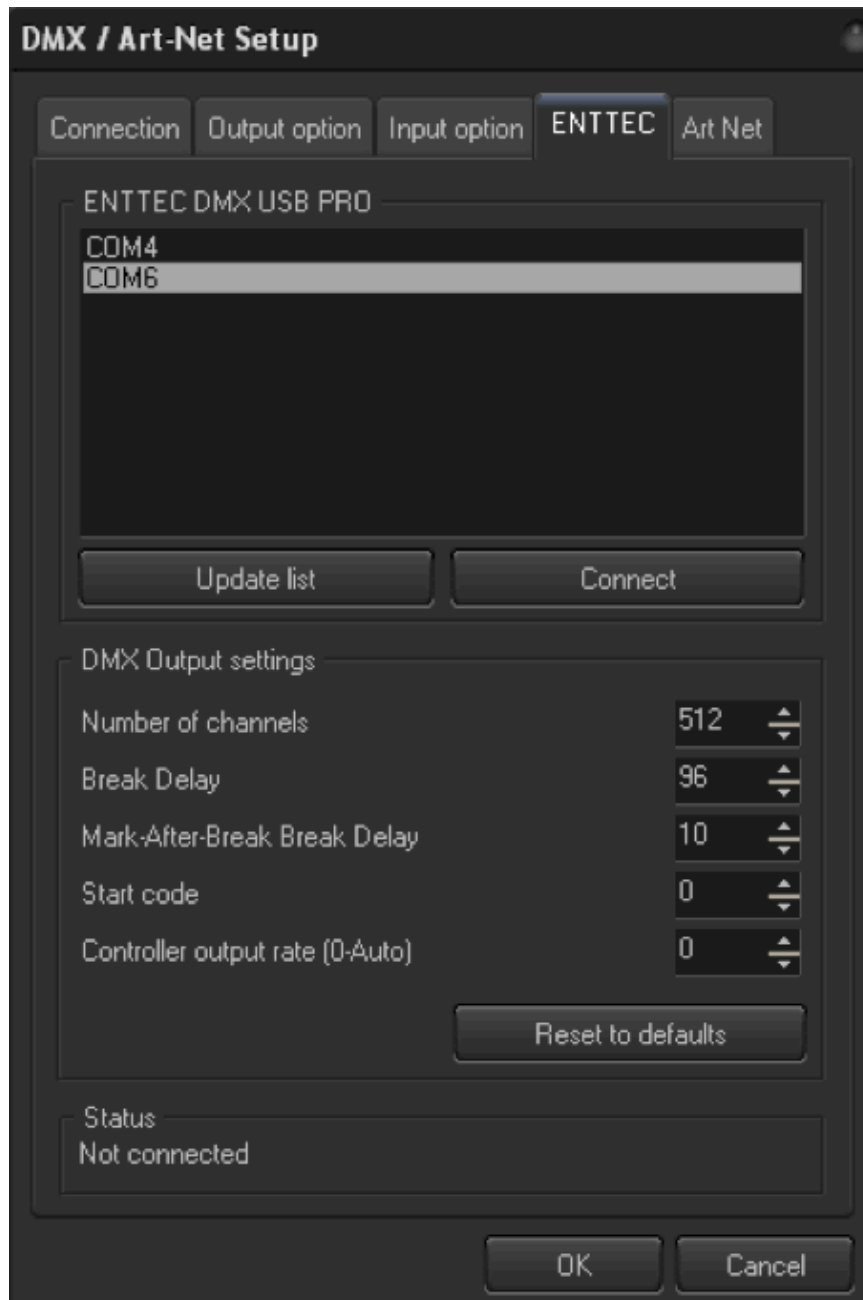 DMX / Art-Net Setup
Connection Output option Input option ENTTEC Art Net
ENTTEC DMX USB PRO
COM4
COM6
Update list Connect
DMX Output settings
Number of channels 512
Break Delay 96
Mark-After-Break Break Delay 10
Start code 0
Controller output rate (0-Auto) 0
Reset to defaults
Status
Not connected
OK Cancel